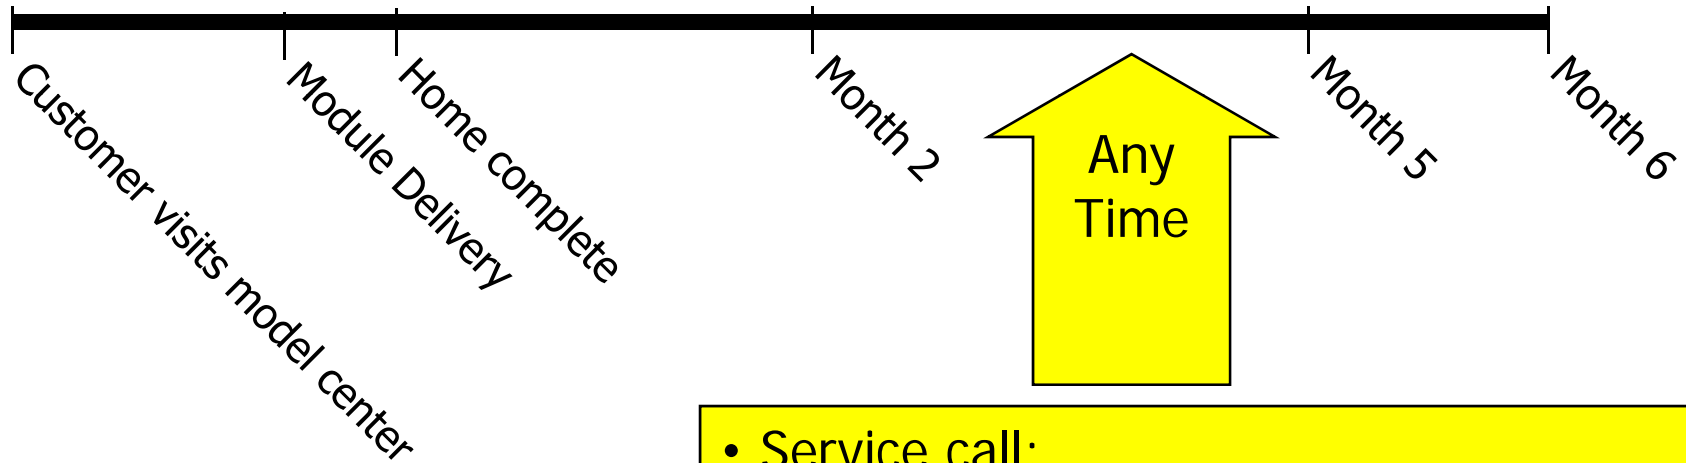 Customer visits model center
Module Delivery
Home complete
Month 2
Any
Time
Month 5
Month 6
• Service call: